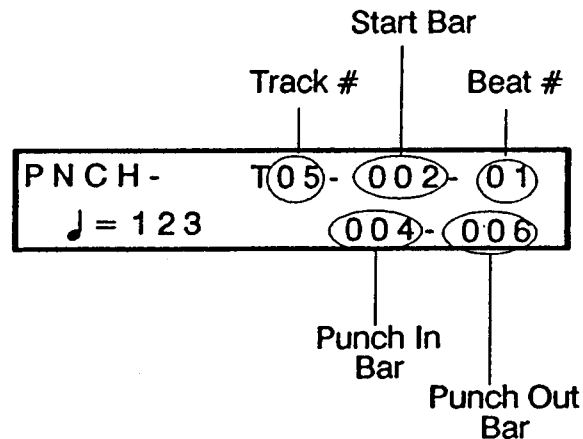 Start Bar
Track # Beat #
PNCH- T05-002-01
♩=123 004-006
Punch In
Bar
Punch Out
Bar